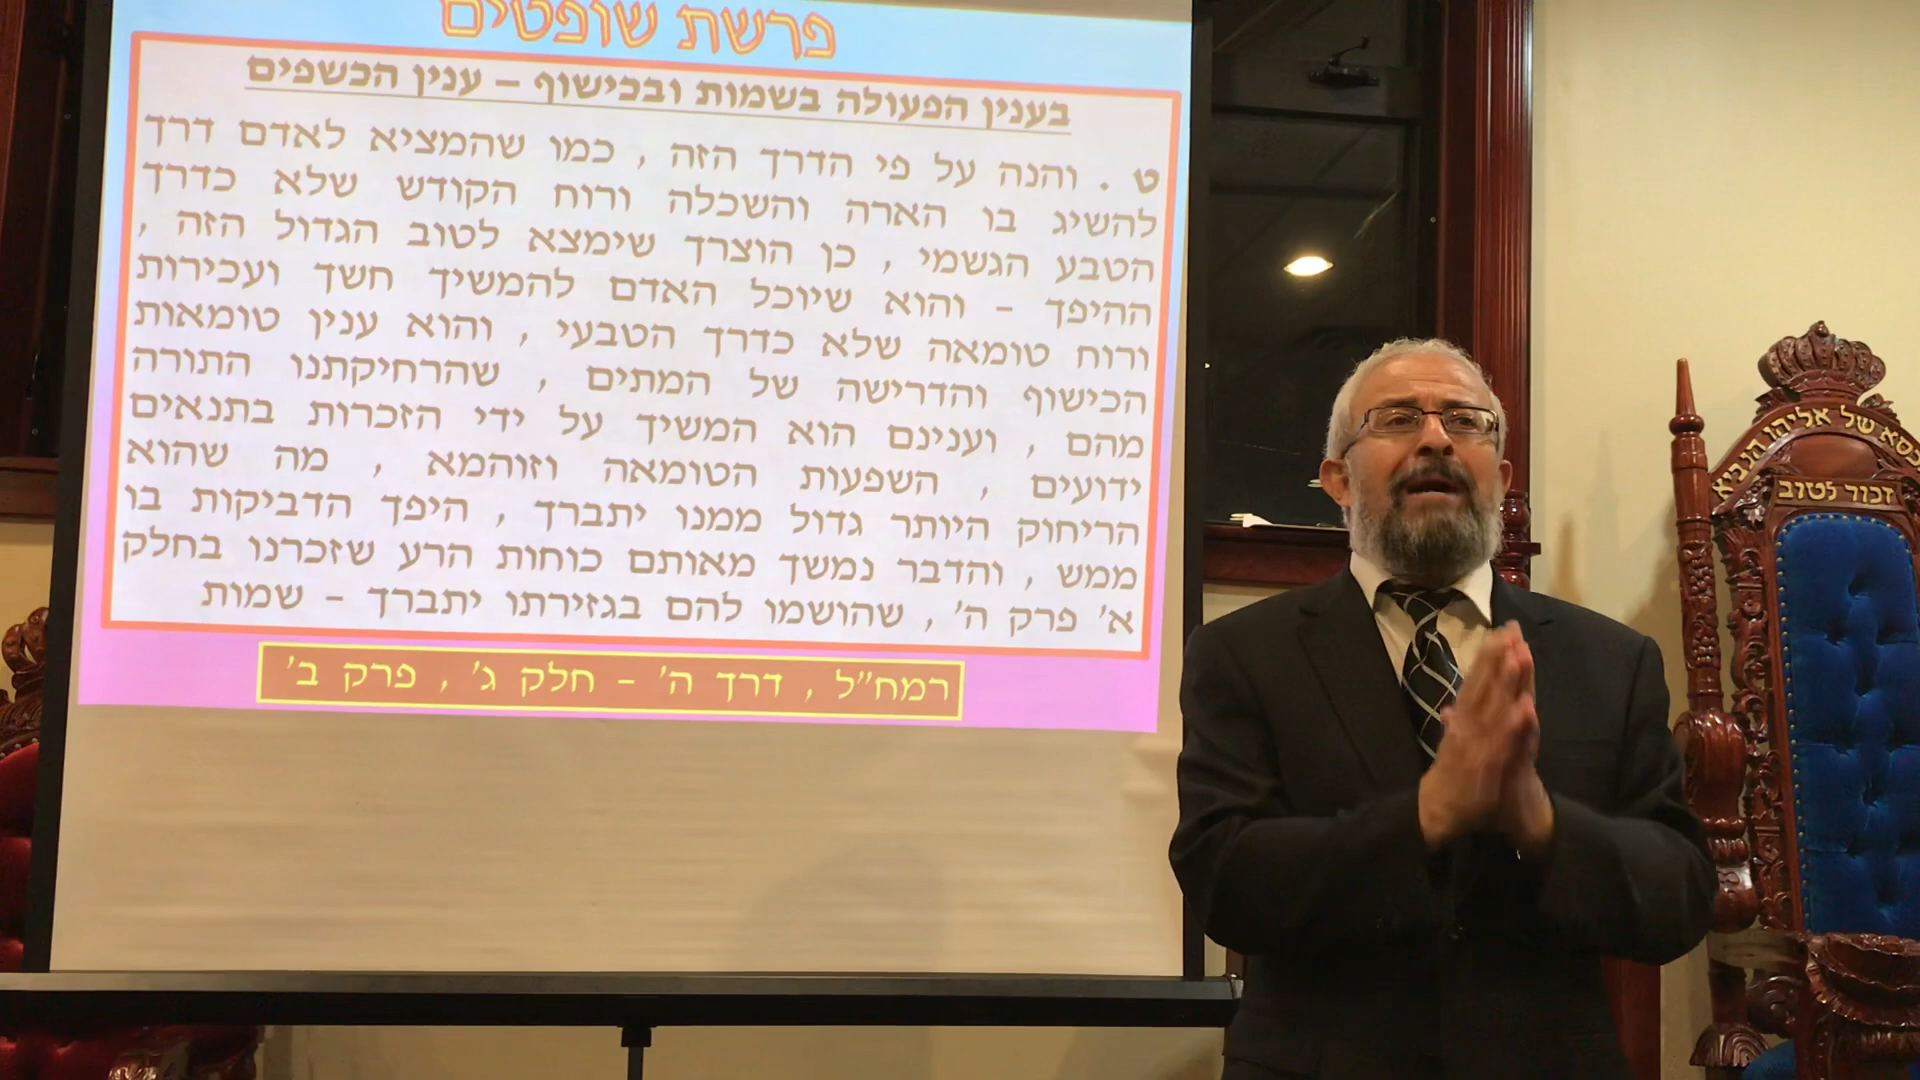 פרשת שופטים
בענין הפעולה בשמות ובכישוף – ענין הכשפים
ט . והנה על פי הדרך הזה , כמו שהמציא לאדם דרך
להשיג בו הארה והשכלה ורוח הקודש שלא כדרך
הטבע הגשמי , כן הוצרך שימצא לטוב הגדול הזה ,
ההיפך - והוא שיוכל האדם להמשיך חשך ועכירות
ורוח טומאה שלא כדרך הטבעי , והוא ענין טומאות
הכישוף והדרישה של המתים , שהרחיקתנו התורה
מהם , וענינם הוא המשיך על ידי הזכרות בתנאים
ידועים , השפעות הטומאה וזוהמא , מה שהוא
הריחוק היותר גדול ממנו יתברך , היפך הדביקות בו
ממש , והדבר נמשך מאותם כוחות הרע שזכרנו בחלק
א' פרק ה' , שהושמו להם בגזירתו יתברך - שמות
רמח"ל , דרך ה' - חלק ג' , פרק ב'
כסא של אליהו הנביא
זכור לטוב